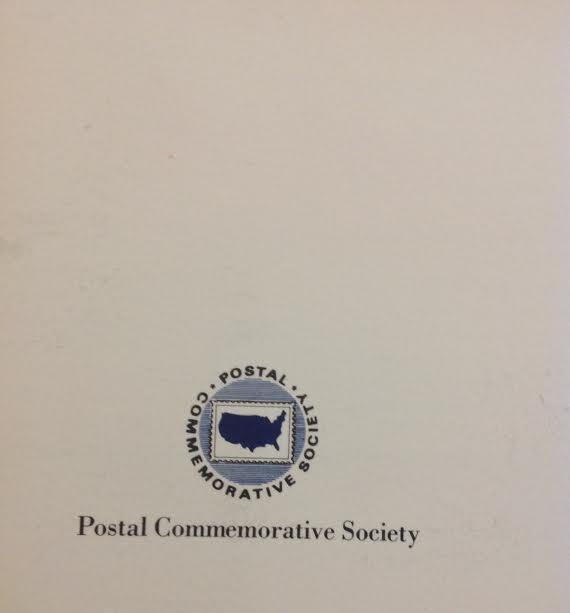 • POSTAL •
COMMEMORATIVE SOCIETY
Postal Commemorative Society